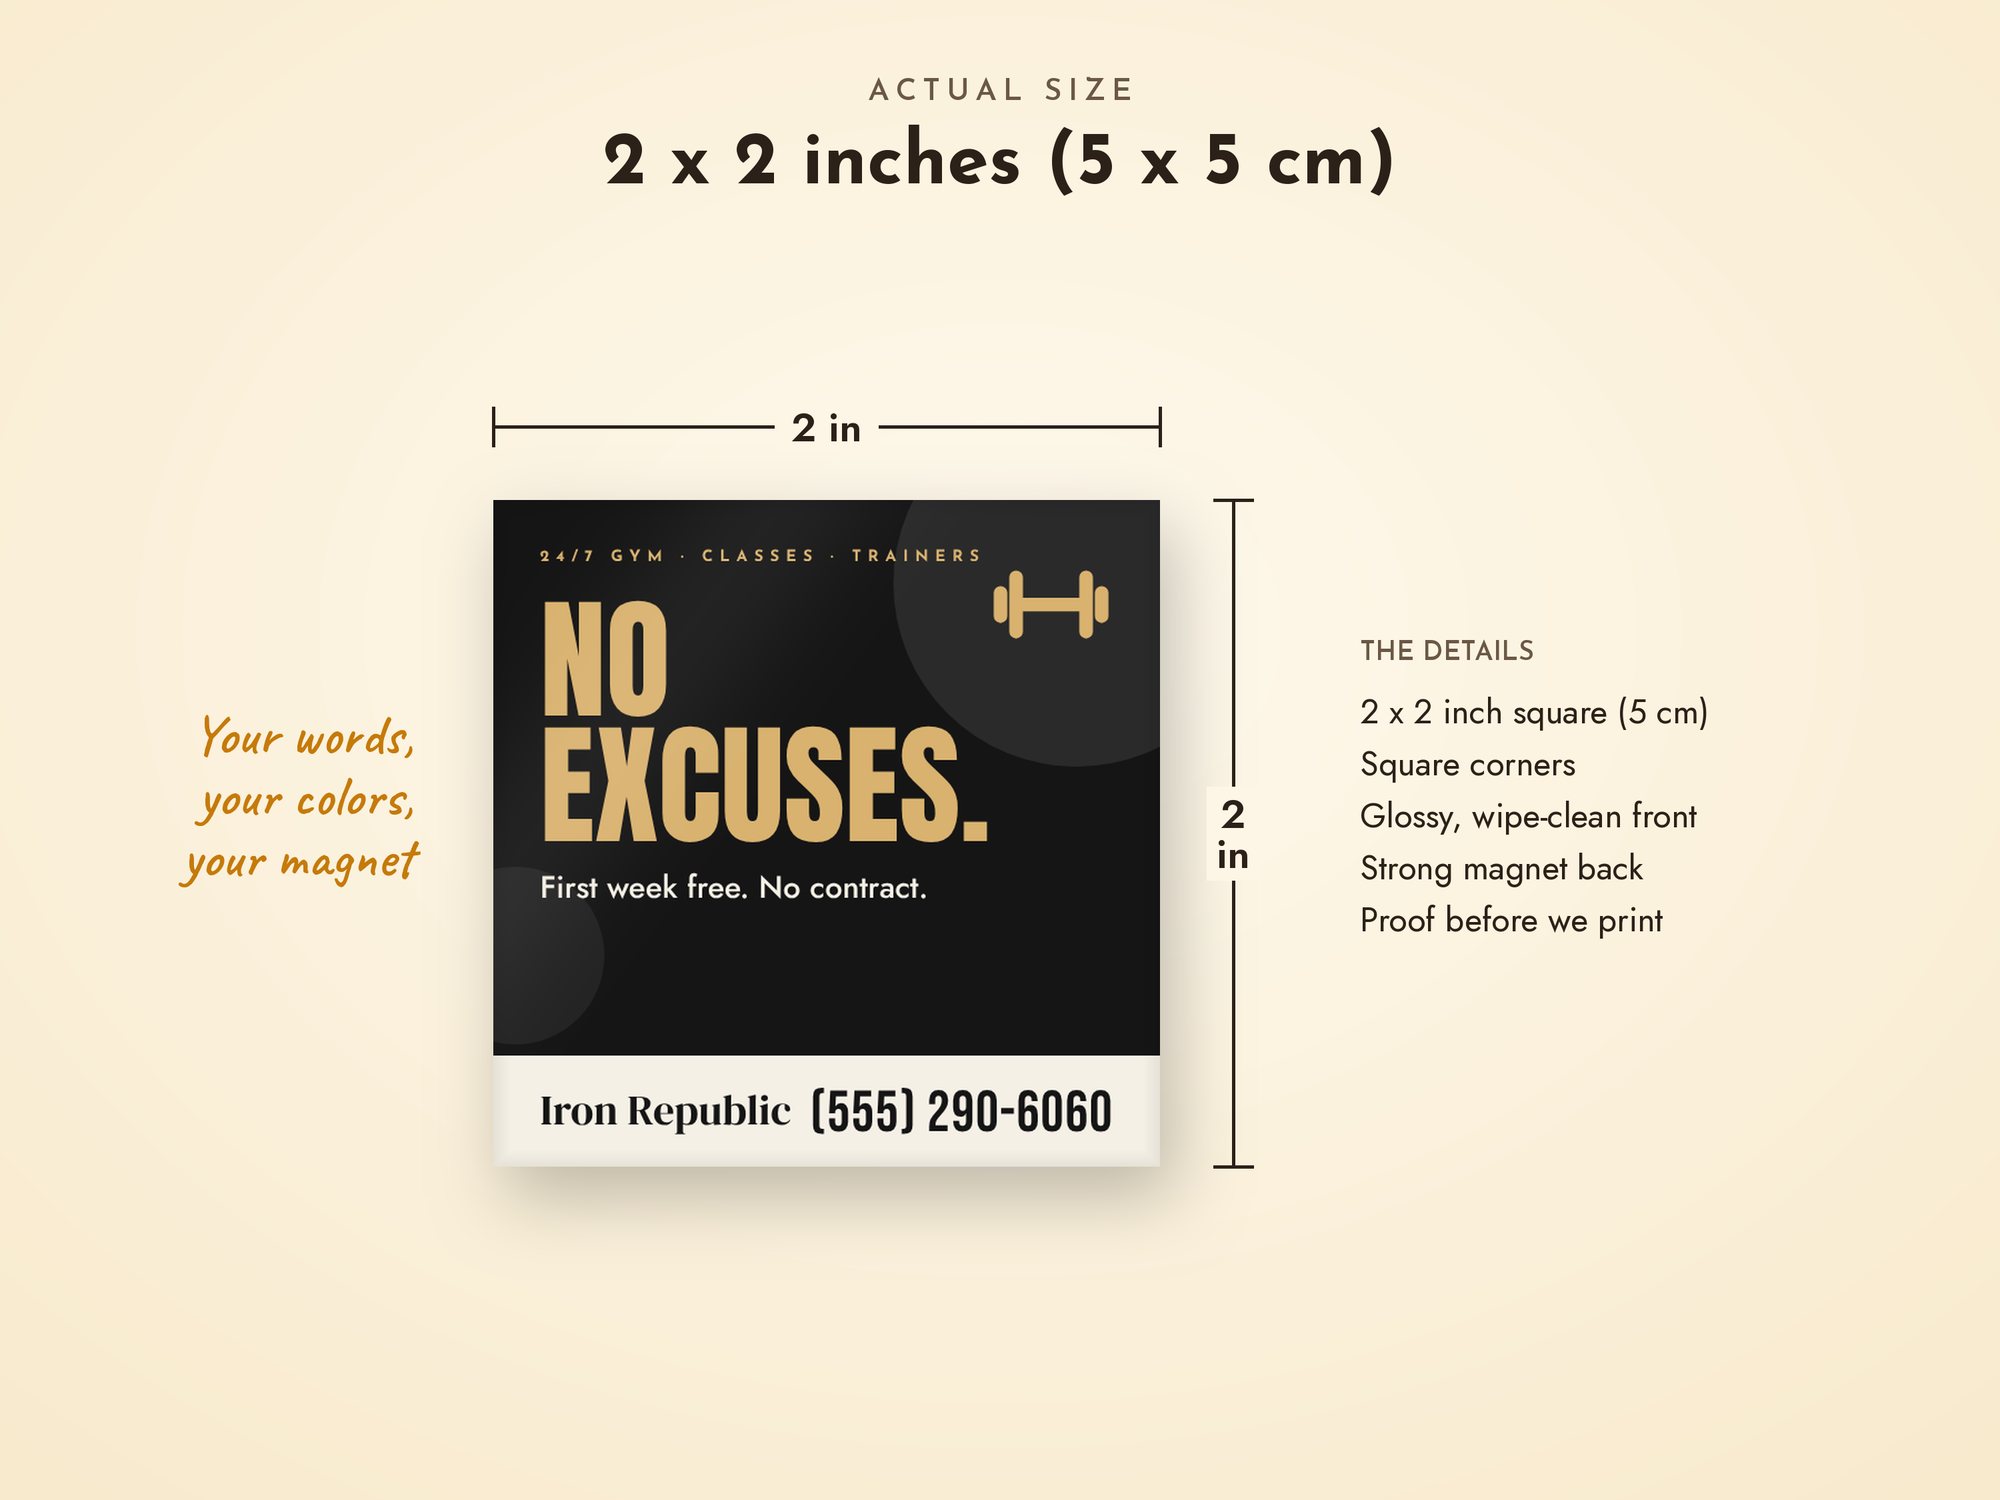 ACTUAL SIZE
2 x 2 inches (5 x 5 cm)
2 in
24/7 GYM · CLASSES · TRAINERS
NO
EXCUSES.
First week free. No contract.
Iron Republic (555) 290-6060
2
in
Your words,
your colors,
your magnet
THE DETAILS
2 x 2 inch square (5 cm)
Square corners
Glossy, wipe-clean front
Strong magnet back
Proof before we print